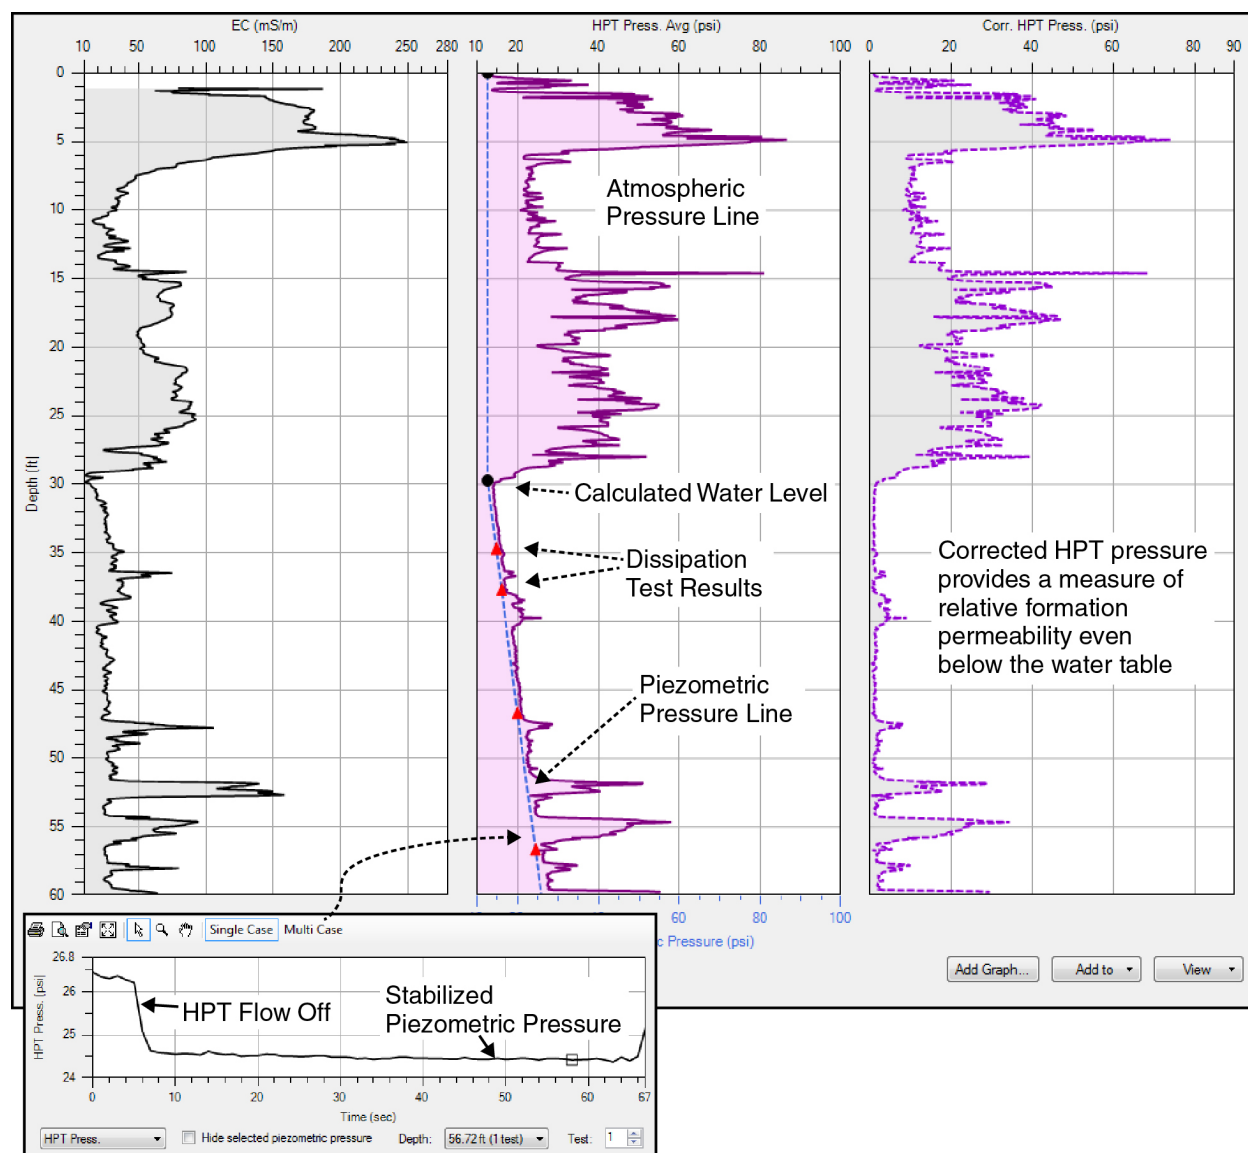 EC (mS/m)
10 50 100 150 200 250 280
HPT Press. Avg (psi)
10 20 40 60 80 100
Corr. HPT Press. (psi)
0 20 40 60 80 90
Depth [ft]
0
5
10
15
20
25
30
35
40
45
50
55
60
Atmospheric
Pressure Line
Calculated Water Level
Dissipation
Test Results
Piezometric
Pressure Line
Corrected HPT pressure
provides a measure of
relative formation
permeability even
below the water table
60 80 100
c Pressure (psi)
Add Graph...
Add to
View
Single Case
Multi Case
HPT Press. (psi)
26.8
26
25
24
HPT Flow Off
Stabilized
Piezometric Pressure
0 10 20 30 40 50 60 67
Time (sec)
HPT Press.
Hide selected piezometric pressure
Depth:
56.72 ft (1 test)
Test:
1